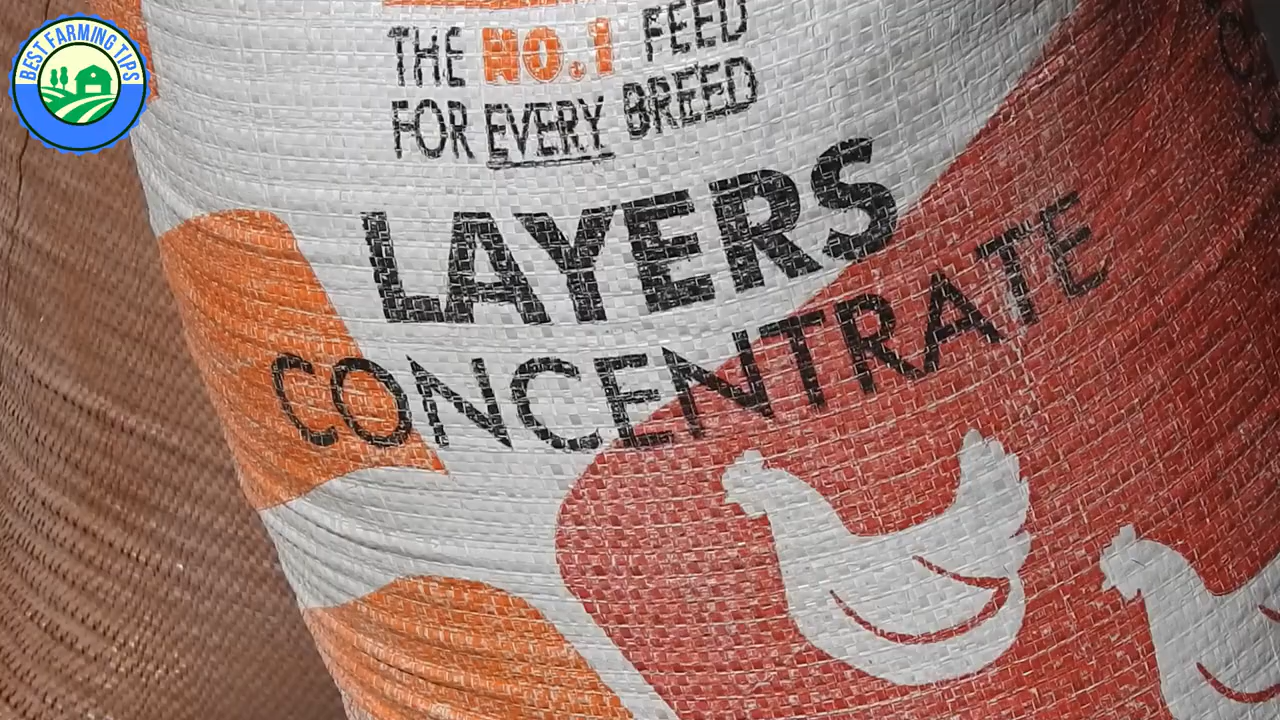 BEST FARMING TIPS
THE NO.1 FEED
FOR EVERY BREED
LAYERS
CONCENTRATE